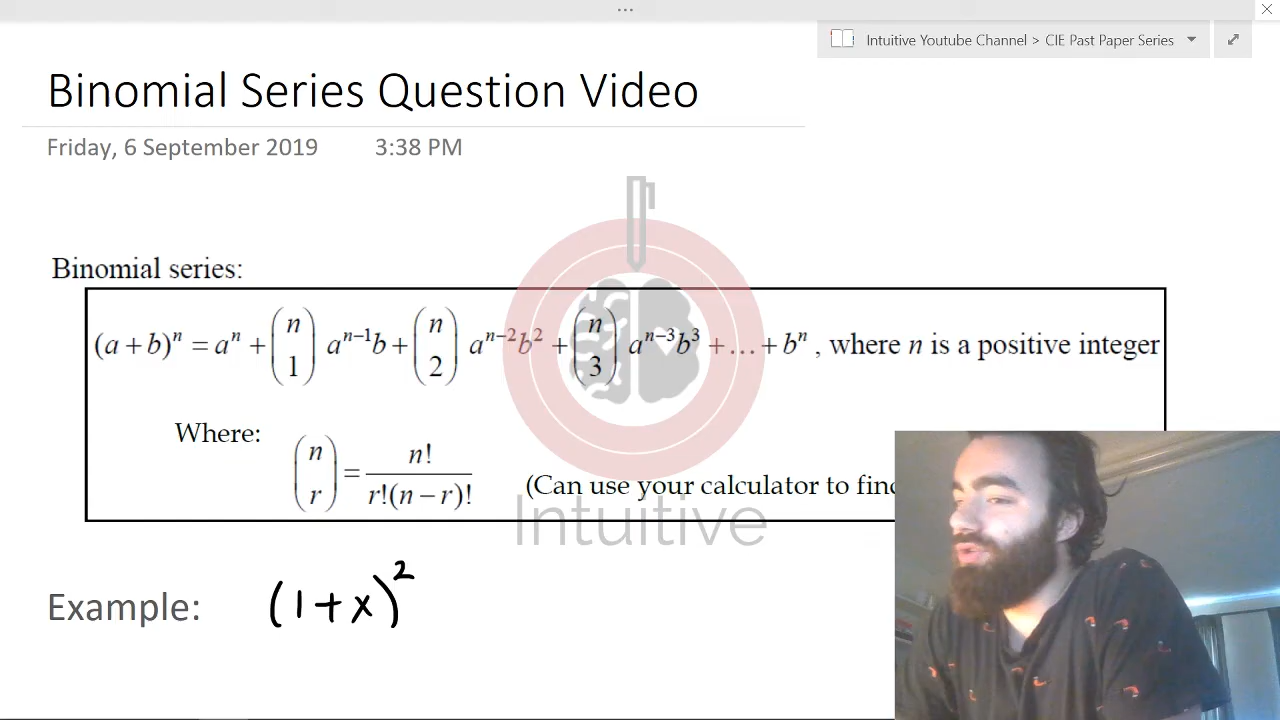 ...
Intuitive Youtube Channel > CIE Past Paper Series
Binomial Series Question Video
Friday, 6 September 2019 3:38 PM
Binomial series:
(a + b)ⁿ = aⁿ + (n 1) aⁿ⁻¹b + (n 2) aⁿ⁻²b² + (n 3) aⁿ⁻³b³ + … + bⁿ , where n is a positive integer
Where: (n r) = n! / r!(n − r)! (Can use your calculator to find
Intuitive
Example: (1+x)²